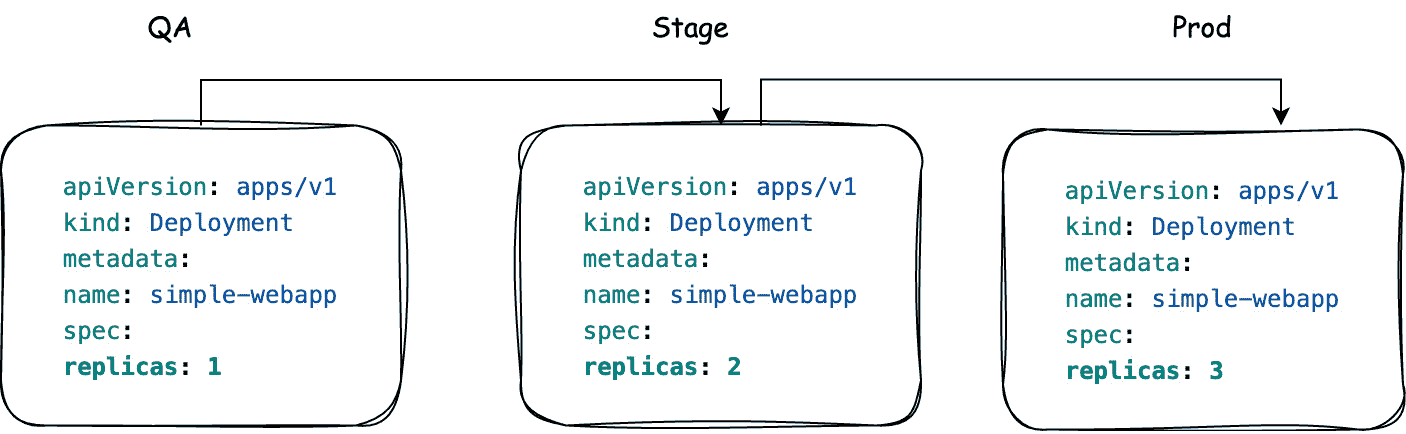 QA
Stage
Prod
apiVersion: apps/v1
kind: Deployment
metadata:
name: simple-webapp
spec:
replicas: 1
apiVersion: apps/v1
kind: Deployment
metadata:
name: simple-webapp
spec:
replicas: 2
apiVersion: apps/v1
kind: Deployment
metadata:
name: simple-webapp
spec:
replicas: 3